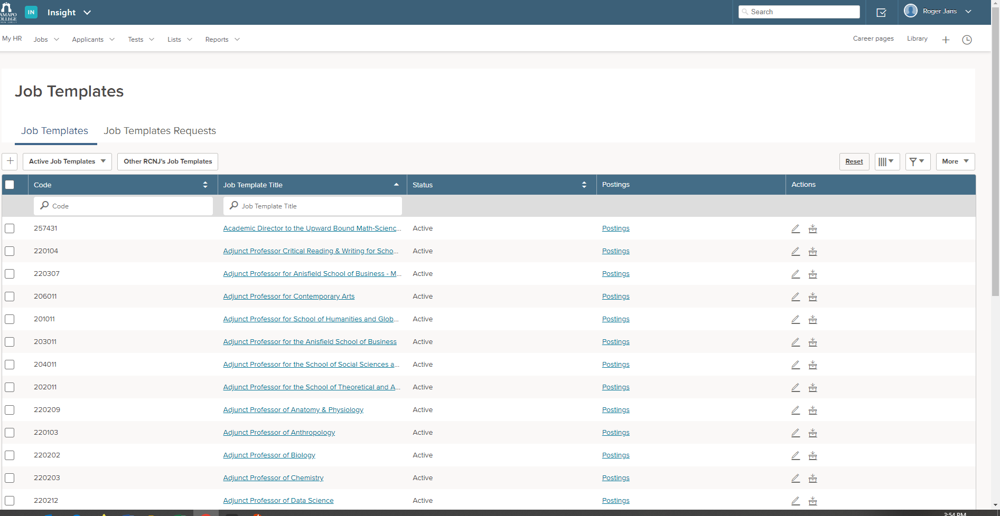 AMAPO
OLLEGE
IN Insight Search Roger Jans
My HR Jobs Applicants Tests Lists Reports Career pages Library
Job Templates
Job Templates Job Templates Requests
Active Job Templates Other RCNJ's Job Templates Reset More
Code Job Template Title Status Postings Actions
Code Job Template Title
257431 Academic Director to the Upward Bound Math-Scienc... Active Postings
220104 Adjunct Professor Critical Reading & Writing for Scho... Active Postings
220307 Adjunct Professor for Anisfield School of Business - M... Active Postings
206011 Adjunct Professor for Contemporary Arts Active Postings
201011 Adjunct Professor for School of Humanities and Glob... Active Postings
203011 Adjunct Professor for the Anisfield School of Business Active Postings
204011 Adjunct Professor for the School of Social Sciences a... Active Postings
202011 Adjunct Professor for the School of Theoretical and A... Active Postings
220209 Adjunct Professor of Anatomy & Physiology Active Postings
220103 Adjunct Professor of Anthropology Active Postings
220202 Adjunct Professor of Biology Active Postings
220203 Adjunct Professor of Chemistry Active Postings
220212 Adjunct Professor of Data Science Active Postings
3:54 PM